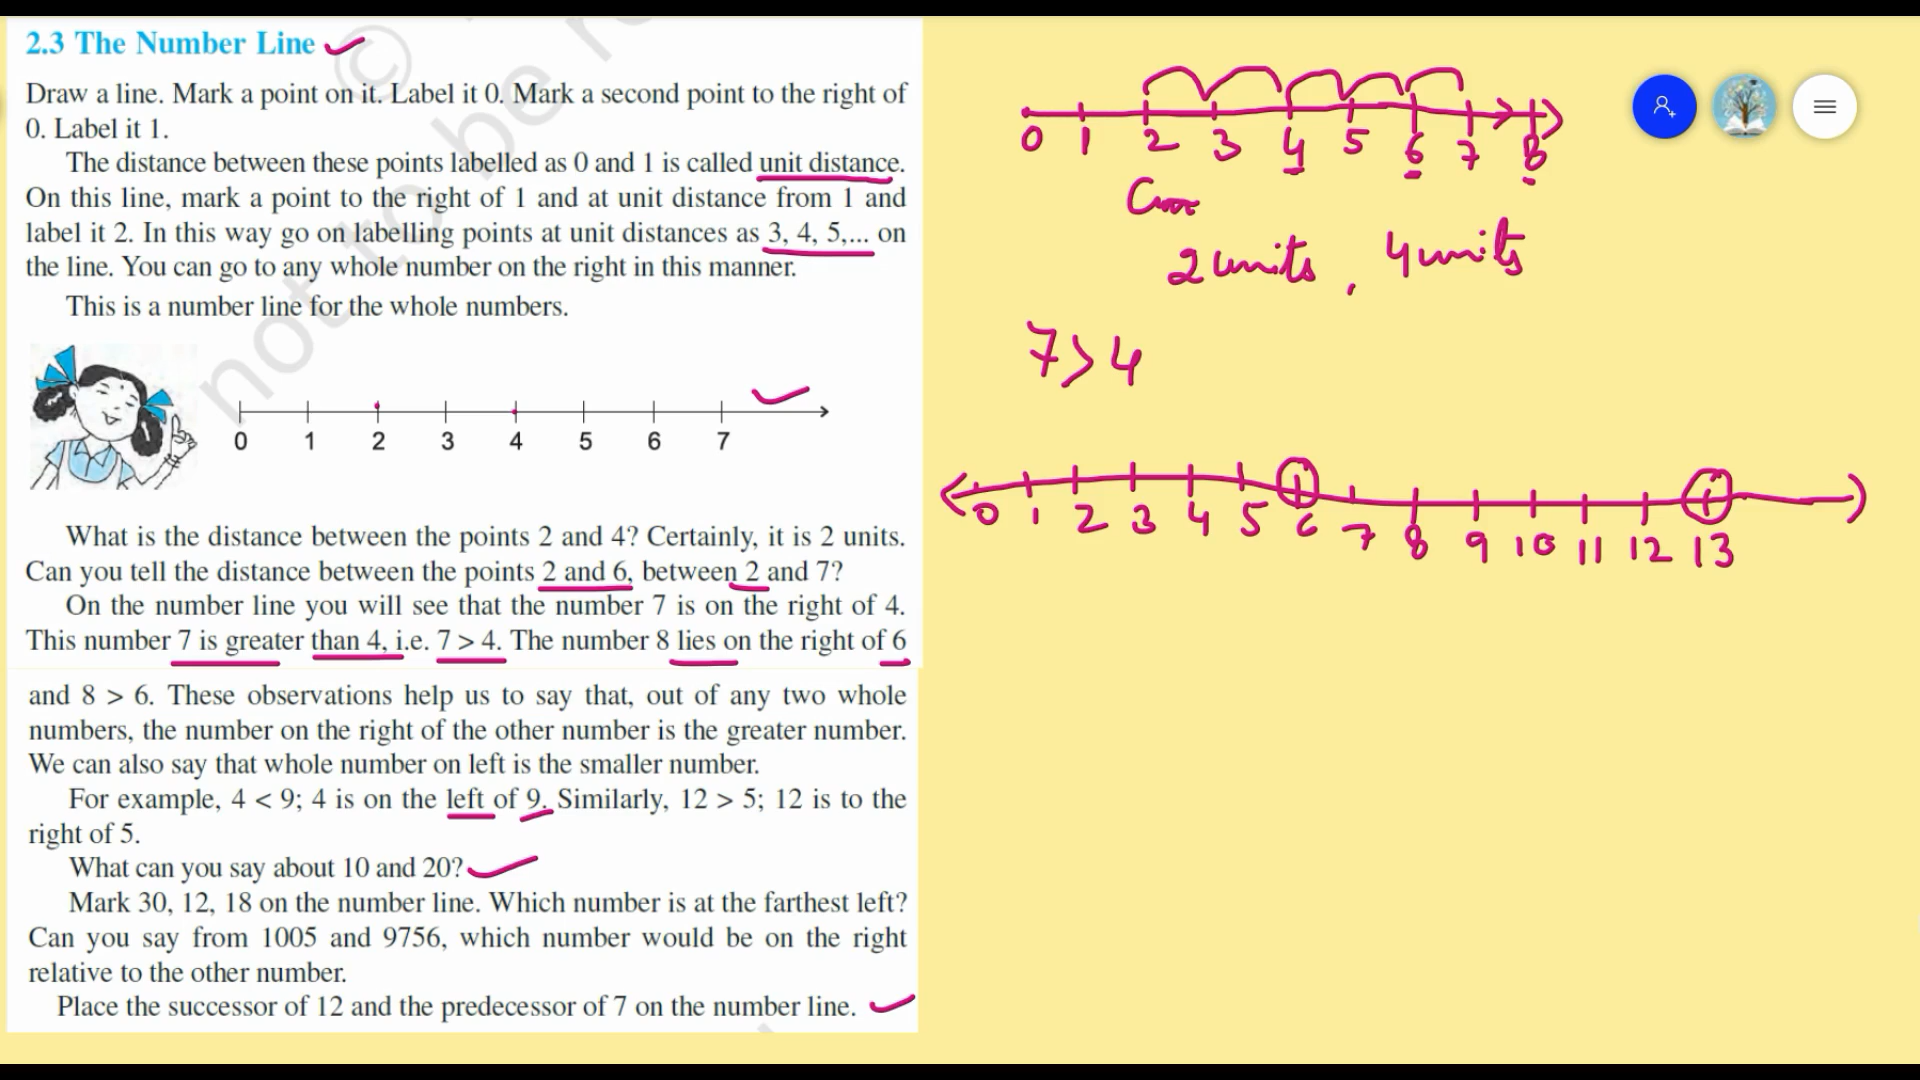 2.3 The Number Line
Draw a line. Mark a point on it. Label it 0. Mark a second point to the right of
0. Label it 1.
The distance between these points labelled as 0 and 1 is called unit distance.
On this line, mark a point to the right of 1 and at unit distance from 1 and
label it 2. In this way go on labelling points at unit distances as 3, 4, 5,... on
the line. You can go to any whole number on the right in this manner.
This is a number line for the whole numbers.
0 1 2 3 4 5 6 7
What is the distance between the points 2 and 4? Certainly, it is 2 units.
Can you tell the distance between the points 2 and 6, between 2 and 7?
On the number line you will see that the number 7 is on the right of 4.
This number 7 is greater than 4, i.e. 7 > 4. The number 8 lies on the right of 6
and 8 > 6. These observations help us to say that, out of any two whole
numbers, the number on the right of the other number is the greater number.
We can also say that whole number on left is the smaller number.
For example, 4 < 9; 4 is on the left of 9. Similarly, 12 > 5; 12 is to the
right of 5.
What can you say about 10 and 20?
Mark 30, 12, 18 on the number line. Which number is at the farthest left?
Can you say from 1005 and 9756, which number would be on the right
relative to the other number.
Place the successor of 12 and the predecessor of 7 on the number line.
© not to be re
0 1 2 3 4 5 6 7 8
2 units, 4 units
7 > 4
0 1 2 3 4 5 6 7 8 9 10 11 12 13